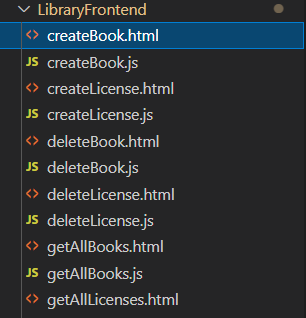 LibraryFrontend
createBook.html
JS createBook.js
createLicense.html
JS createLicense.js
deleteBook.html
JS deleteBook.js
deleteLicense.html
JS deleteLicense.js
getAllBooks.html
JS getAllBooks.js
getAllLicenses.html